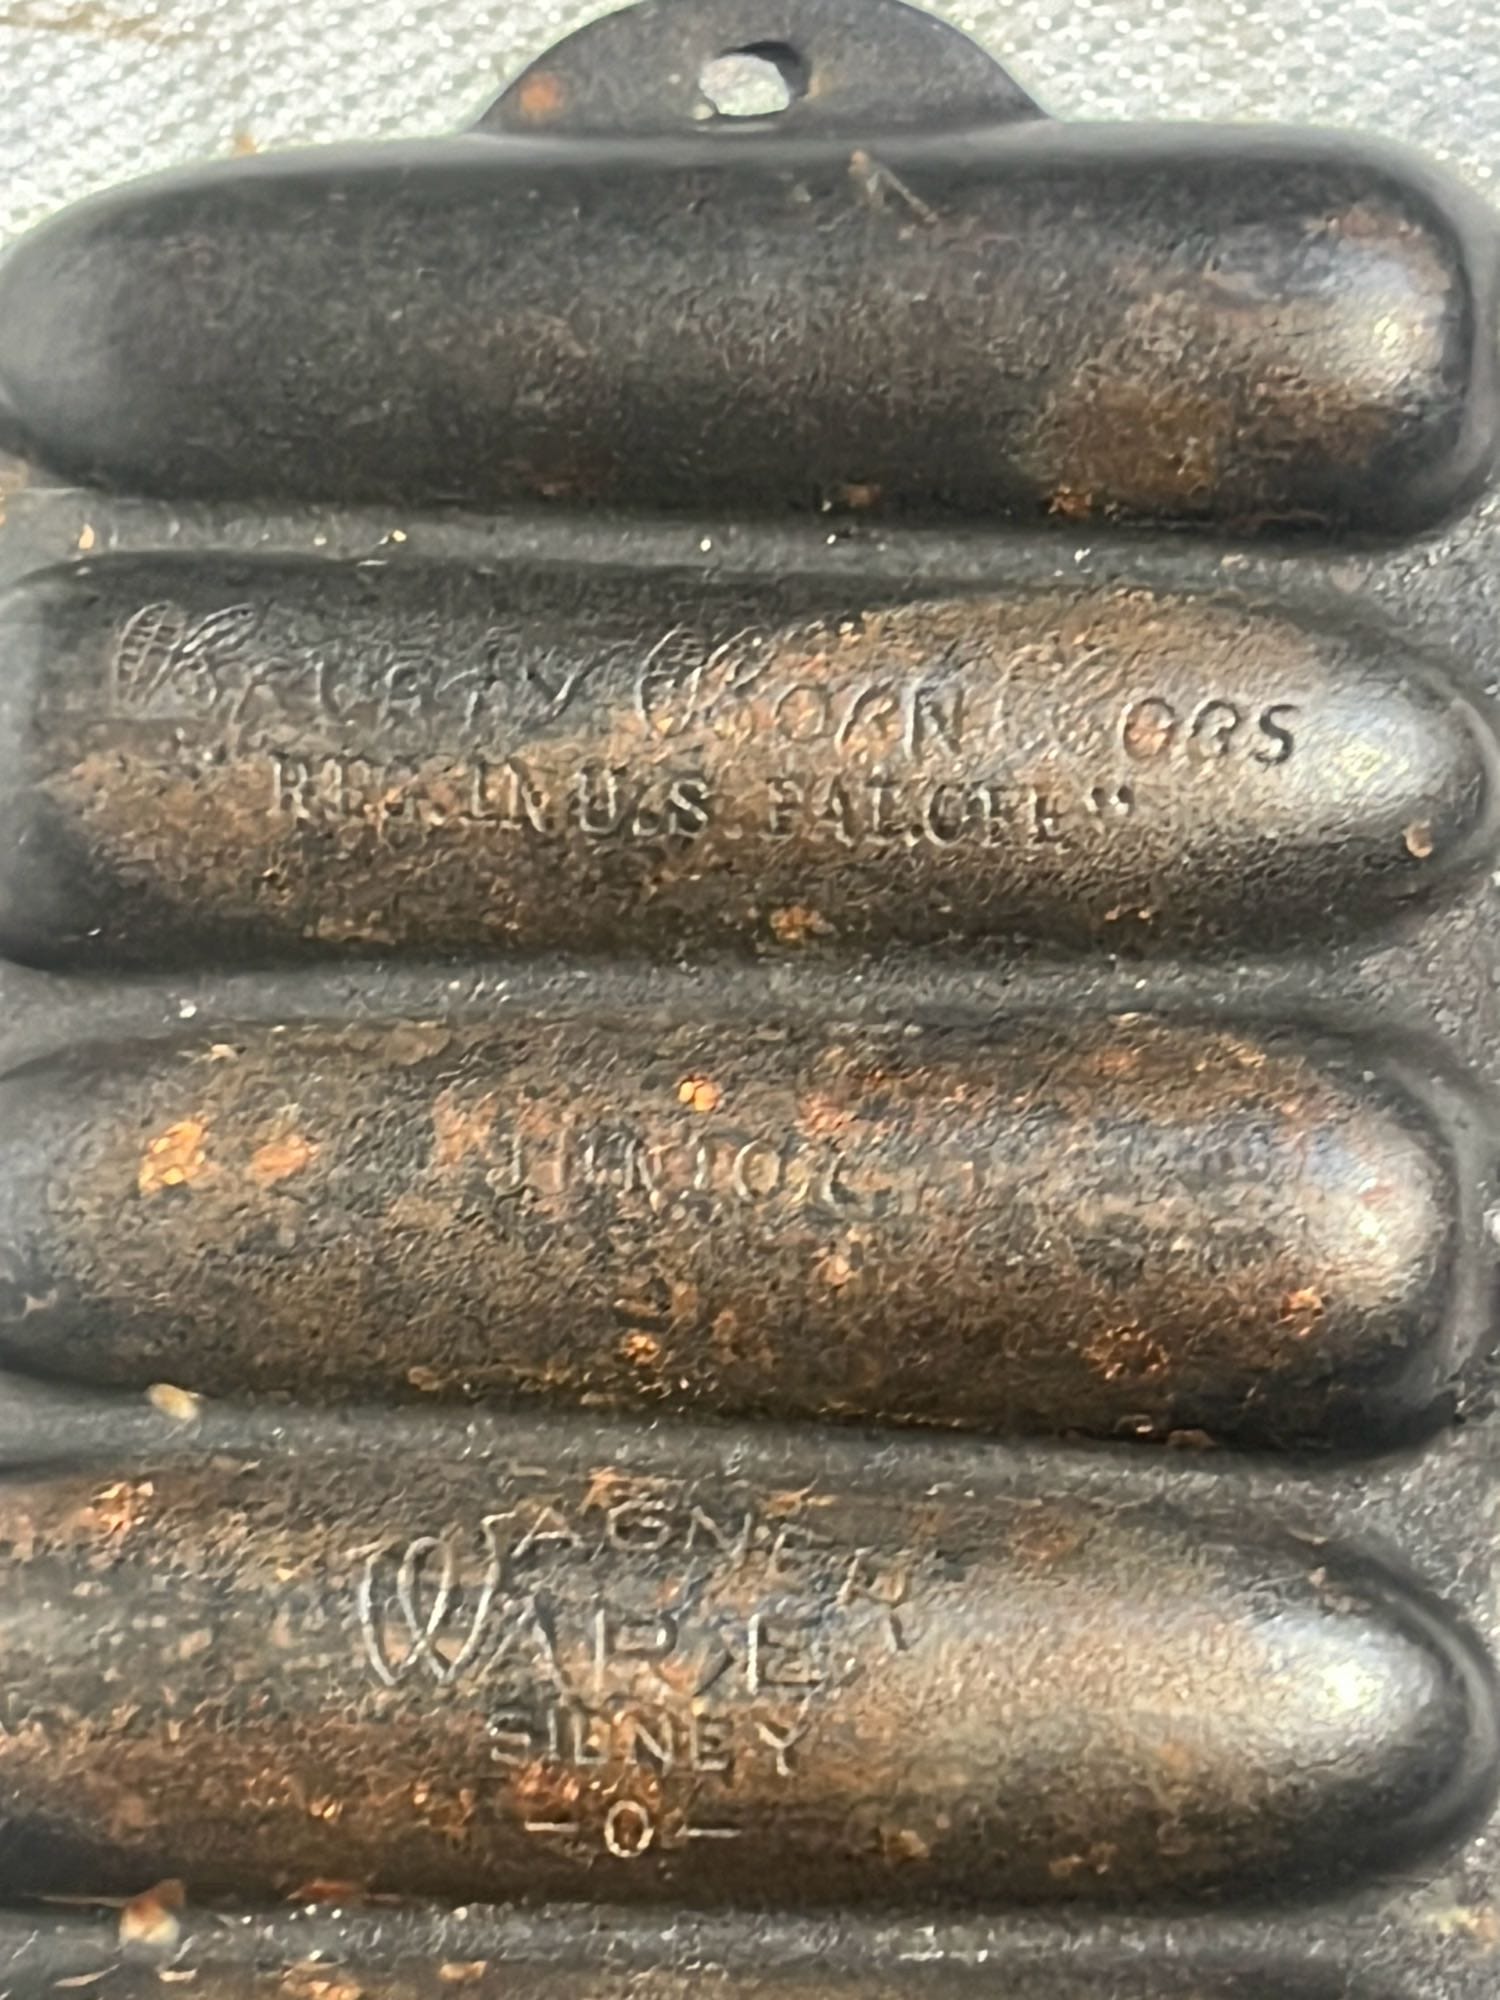 KRUSTY KORN KOBS
"REG. IN U.S. PAT. OFF."
JUNIOR
WAGNER
WARE
SIDNEY
-O-